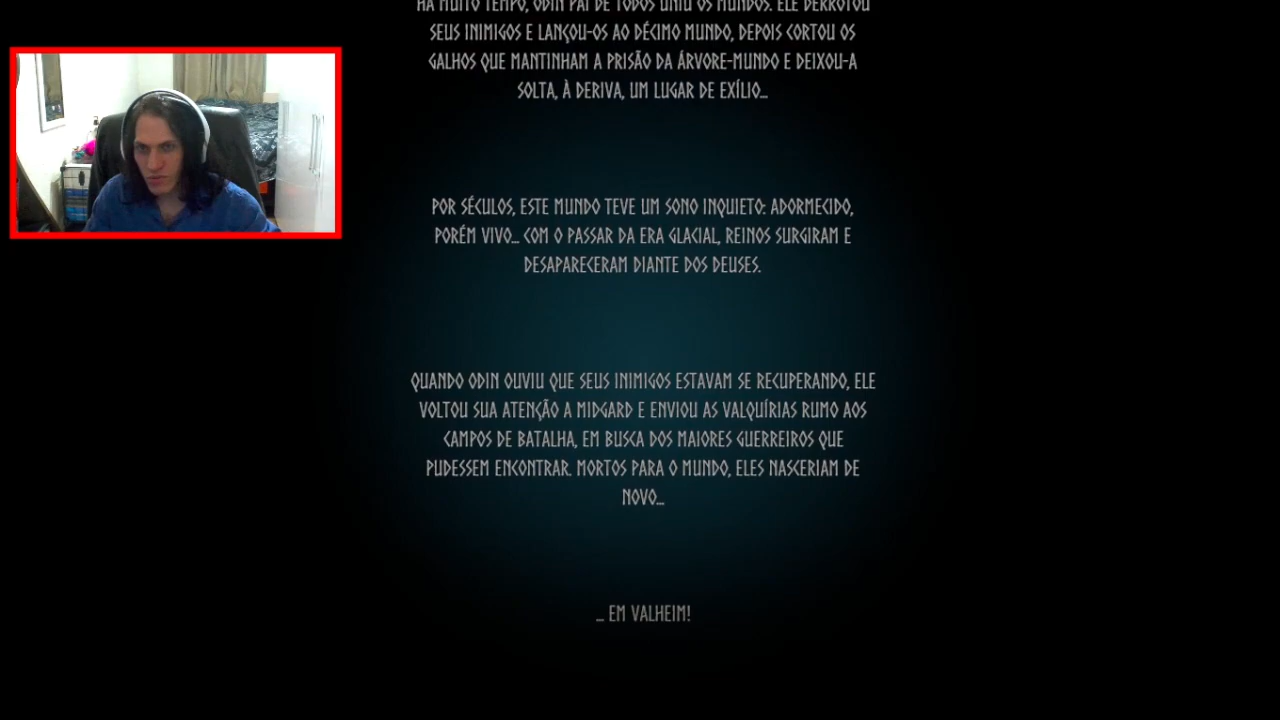 HÁ MUITO TEMPO, ODIN PAI DE TODOS UNIU OS MUNDOS. ELE DERROTOU
SEUS INIMIGOS E LANÇOU-OS AO DÉCIMO MUNDO, DEPOIS CORTOU OS
GALHOS QUE MANTINHAM A PRISÃO DA ÁRVORE-MUNDO E DEIXOU-A
SOLTA, À DERIVA, UM LUGAR DE EXÍLIO...
POR SÉCULOS, ESTE MUNDO TEVE UM SONO INQUIETO: ADORMECIDO,
PORÉM VIVO... COM O PASSAR DA ERA GLACIAL, REINOS SURGIRAM E
DESAPARECERAM DIANTE DOS DEUSES.
QUANDO ODIN OUVIU QUE SEUS INIMIGOS ESTAVAM SE RECUPERANDO, ELE
VOLTOU SUA ATENÇÃO A MIDGARD E ENVIOU AS VALQUÍRIAS RUMO AOS
CAMPOS DE BATALHA, EM BUSCA DOS MAIORES GUERREIROS QUE
PUDESSEM ENCONTRAR. MORTOS PARA O MUNDO, ELES NASCERIAM DE
NOVO...
... EM VALHEIM!